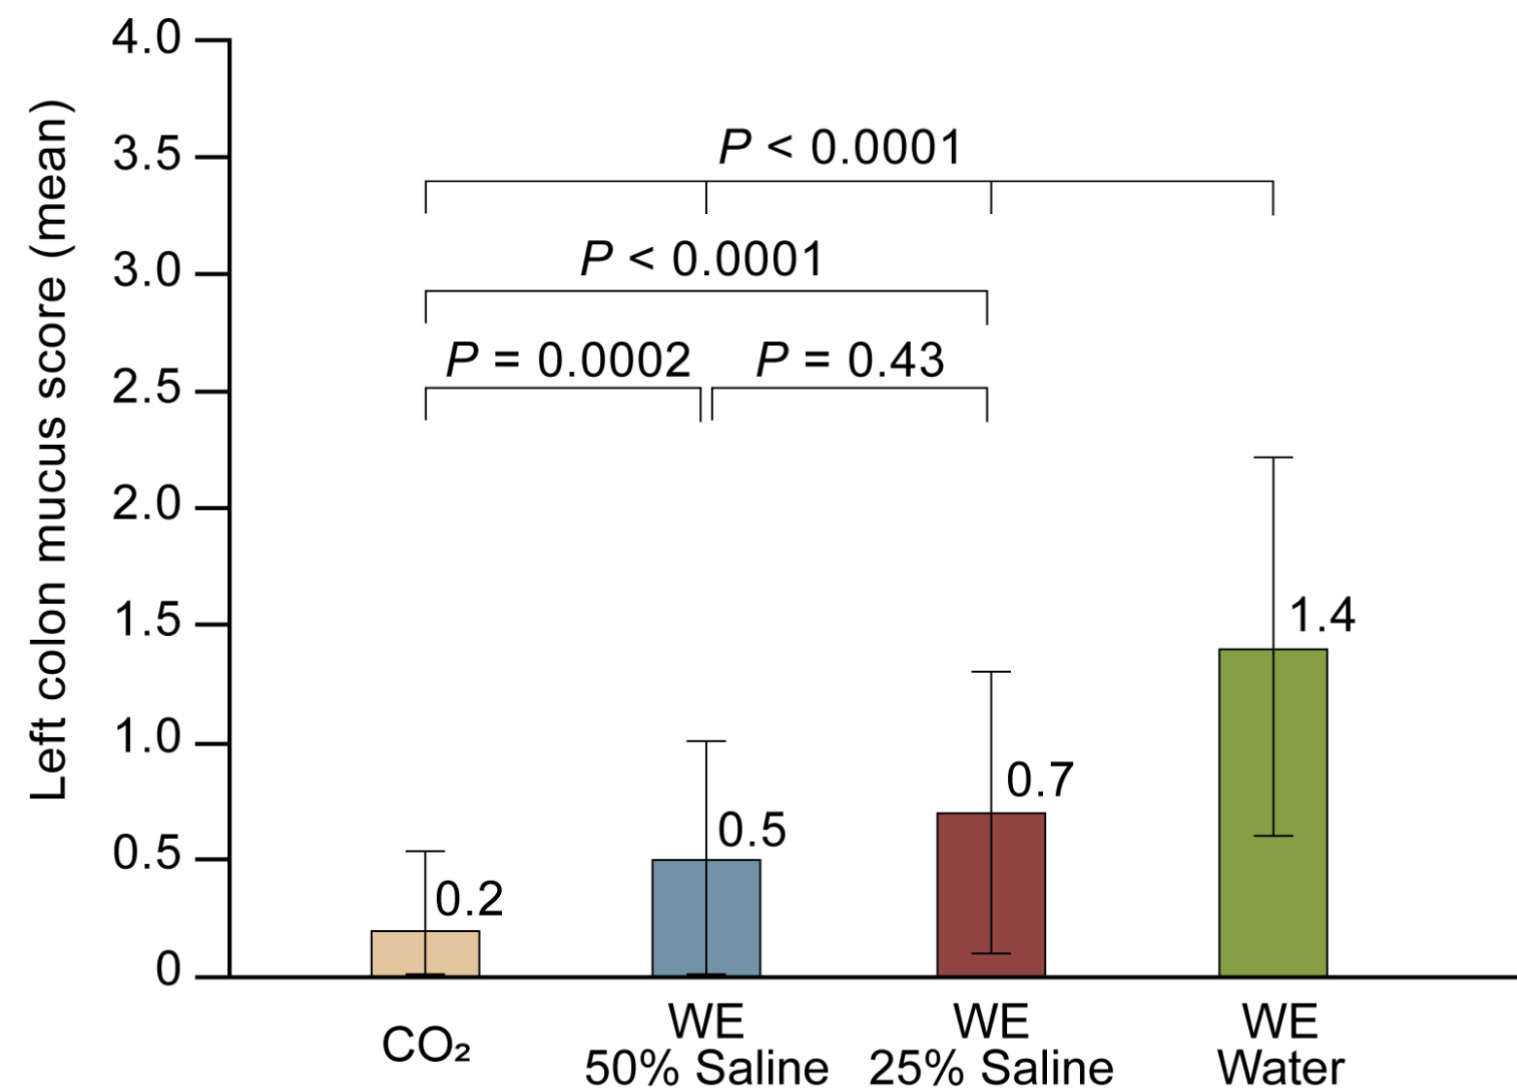 Left colon mucus score (mean)
4.0
3.5
3.0
2.5
2.0
1.5
1.0
0.5
0
P < 0.0001
P < 0.0001
P = 0.0002
P = 0.43
0.2
0.5
0.7
1.4
CO₂
WE
50% Saline
WE
25% Saline
WE
Water